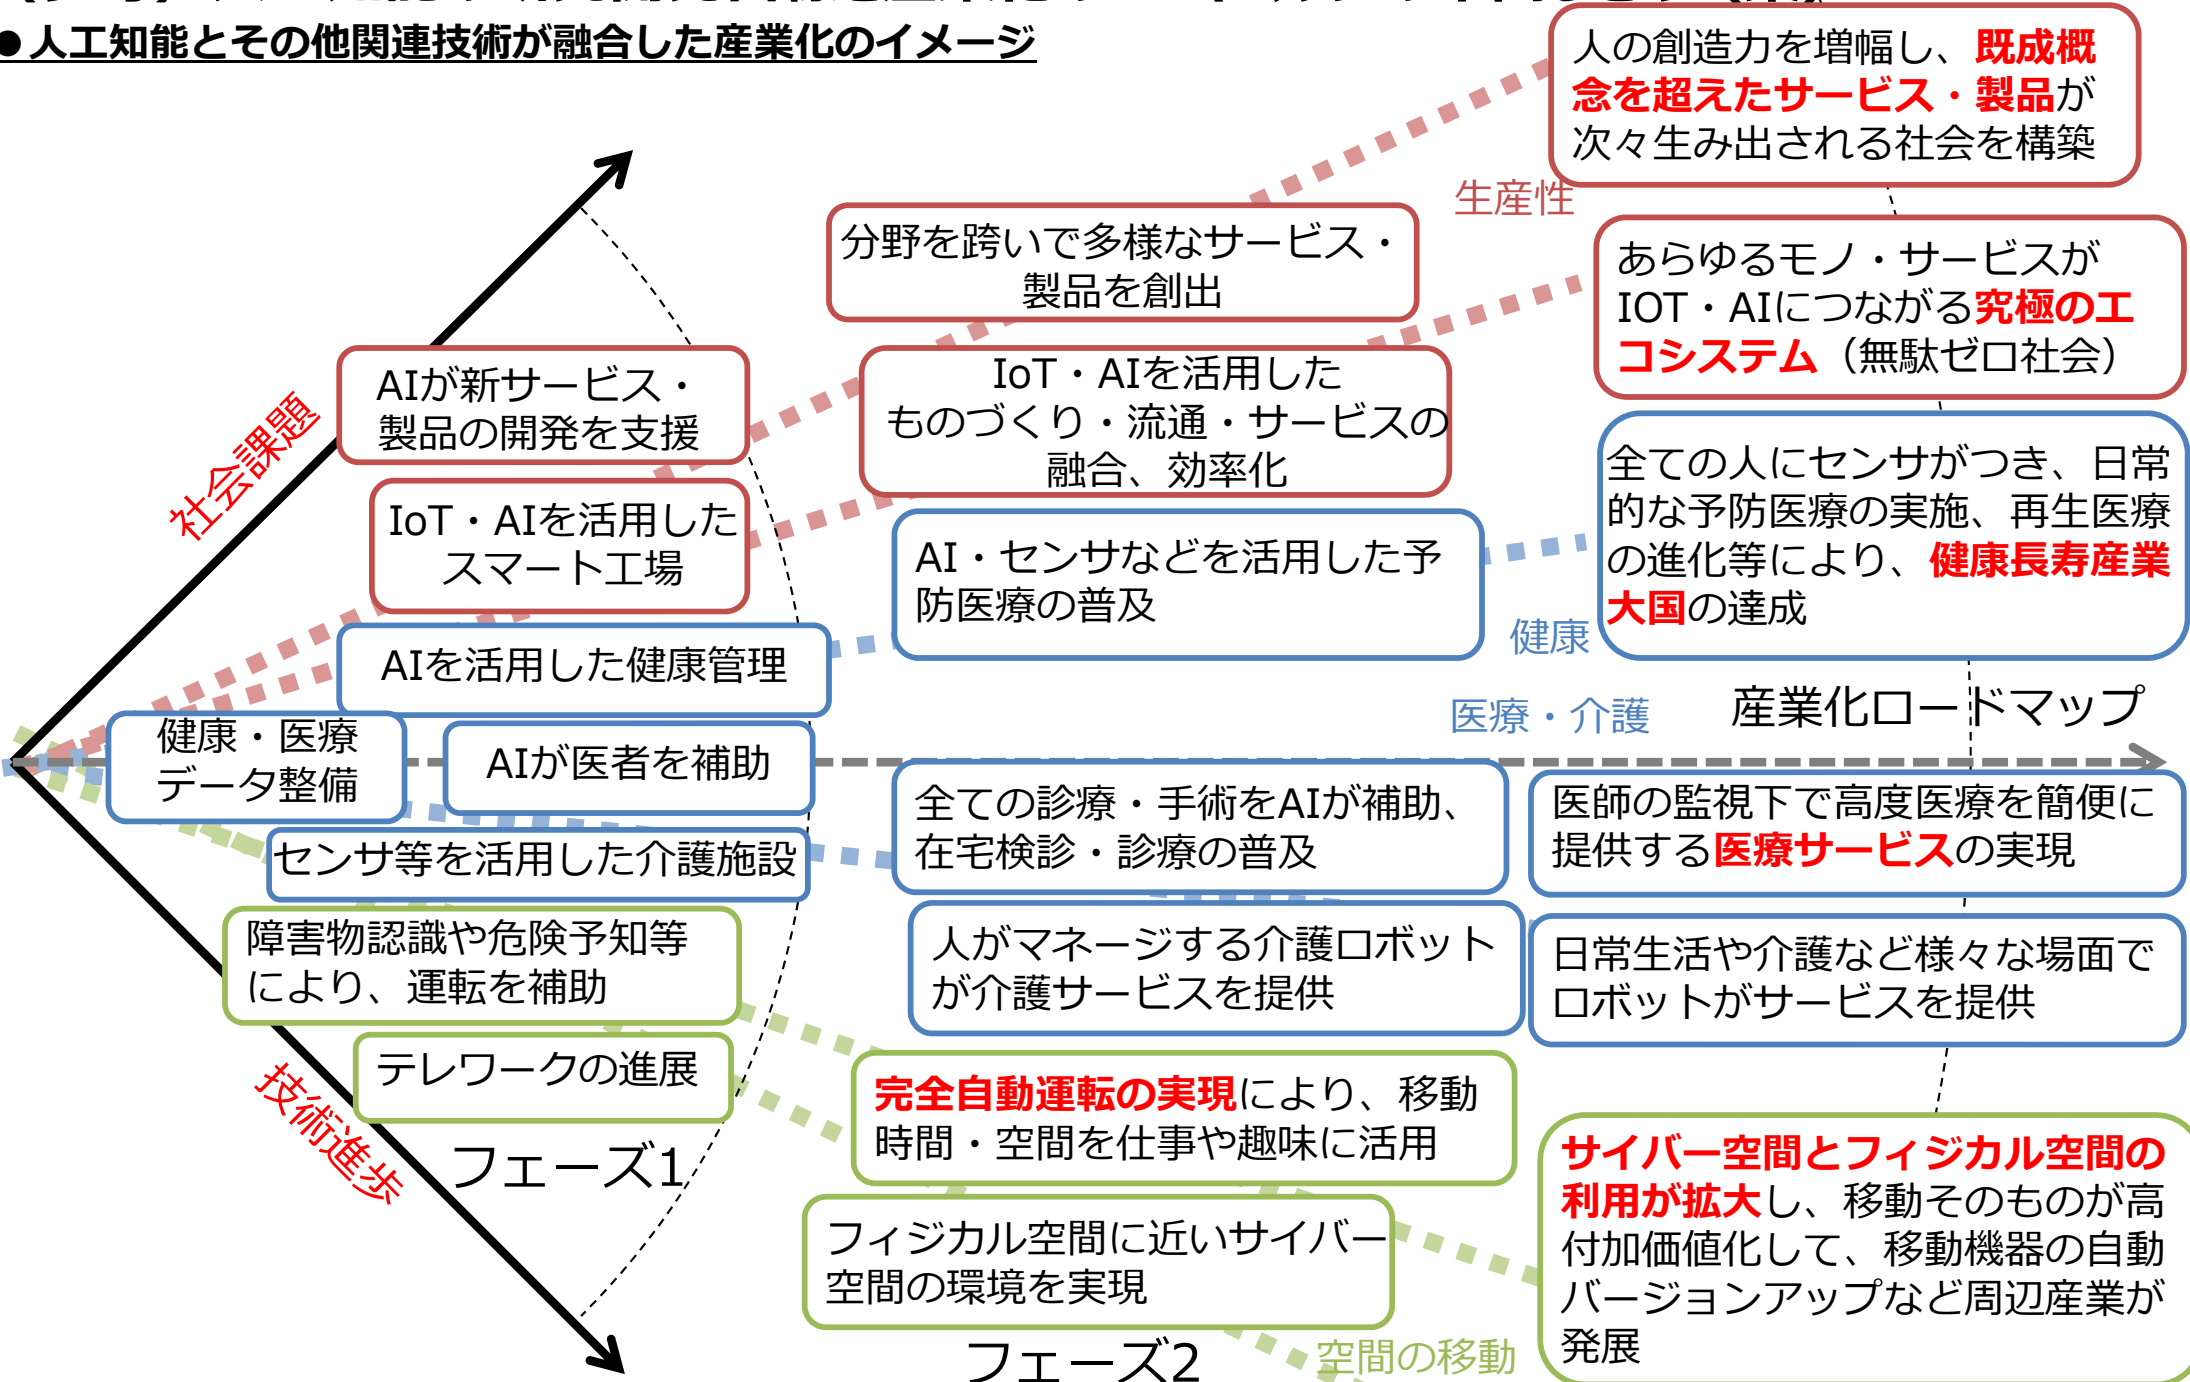 ●人工知能とその他関連技術が融合した産業化のイメージ
人の創造力を増幅し、既成概
念を超えたサービス・製品が
次々生み出される社会を構築
生産性
分野を跨いで多様なサービス・
製品を創出
あらゆるモノ・サービスが
IOT・AIにつながる究極のエ
コシステム（無駄ゼロ社会）
AIが新サービス・
製品の開発を支援
IoT・AIを活用した
ものづくり・流通・サービスの
融合、効率化
社会課題
IoT・AIを活用した
スマート工場
AI・センサなどを活用した予
防医療の普及
全ての人にセンサがつき、日常
的な予防医療の実施、再生医療
の進化等により、健康長寿産業
大国の達成
健康
AIを活用した健康管理
医療・介護
産業化ロードマップ
健康・医療
データ整備
AIが医者を補助
全ての診療・手術をAIが補助、
在宅検診・診療の普及
医師の監視下で高度医療を簡便に
提供する医療サービスの実現
センサ等を活用した介護施設
障害物認識や危険予知等
により、運転を補助
人がマネージする介護ロボット
が介護サービスを提供
日常生活や介護など様々な場面で
ロボットがサービスを提供
テレワークの進展
技術進歩
フェーズ1
完全自動運転の実現により、移動
時間・空間を仕事や趣味に活用
サイバー空間とフィジカル空間の
利用が拡大し、移動そのものが高
付加価値化して、移動機器の自動
バージョンアップなど周辺産業が
発展
フィジカル空間に近いサイバー
空間の環境を実現
フェーズ2
空間の移動